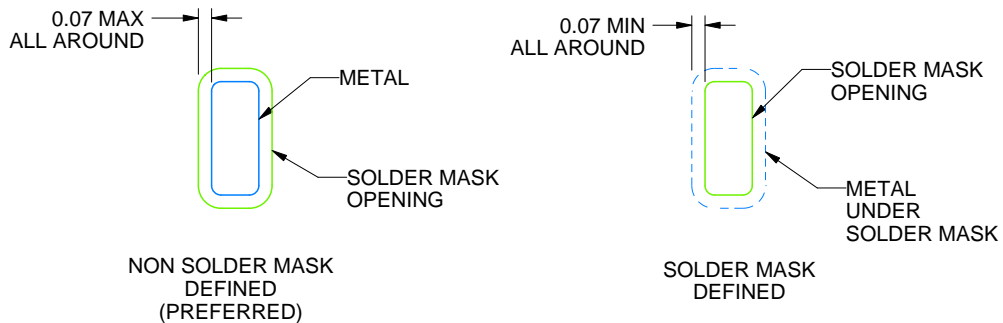 0.07 MAX
ALL AROUND
METAL
SOLDER MASK
OPENING
NON SOLDER MASK
DEFINED
(PREFERRED)
0.07 MIN
ALL AROUND
SOLDER MASK
OPENING
METAL
UNDER
SOLDER MASK
SOLDER MASK
DEFINED